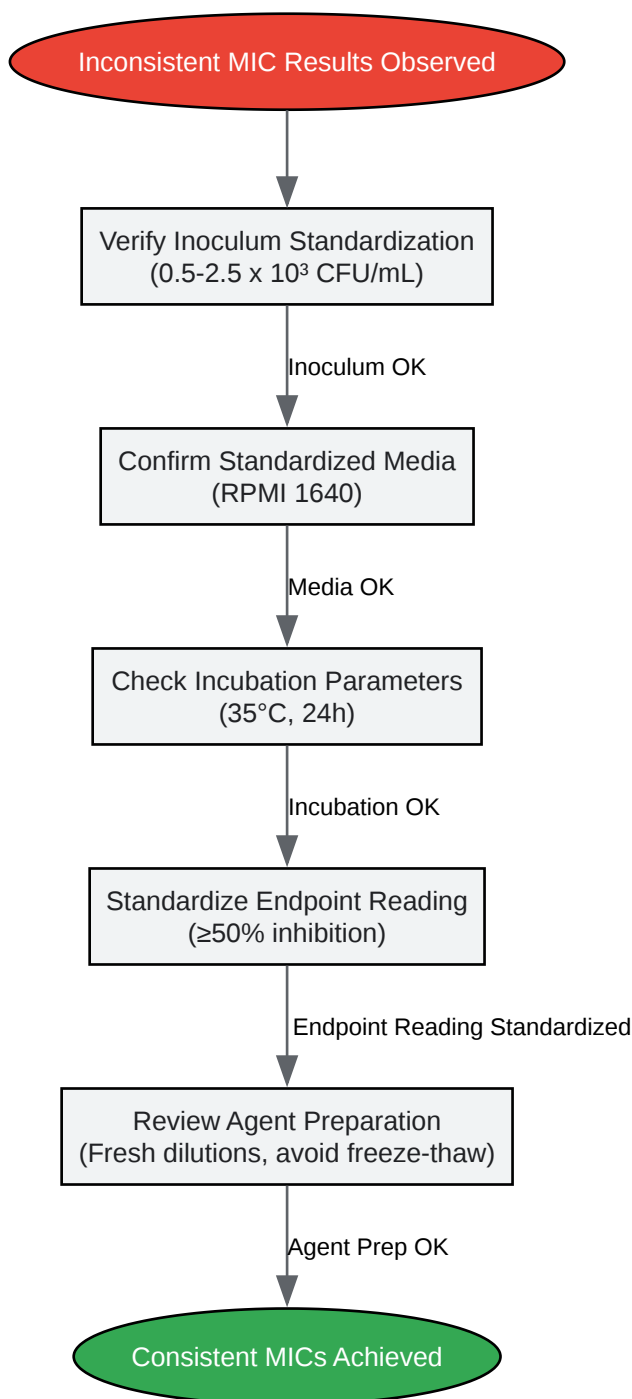 Inconsistent MIC Results Observed
Verify Inoculum Standardization
(0.5-2.5 x 10³ CFU/mL)
Inoculum OK
Confirm Standardized Media
(RPMI 1640)
Media OK
Check Incubation Parameters
(35°C, 24h)
Incubation OK
Standardize Endpoint Reading
(≥50% inhibition)
Endpoint Reading Standardized
Review Agent Preparation
(Fresh dilutions, avoid freeze-thaw)
Agent Prep OK
Consistent MICs Achieved